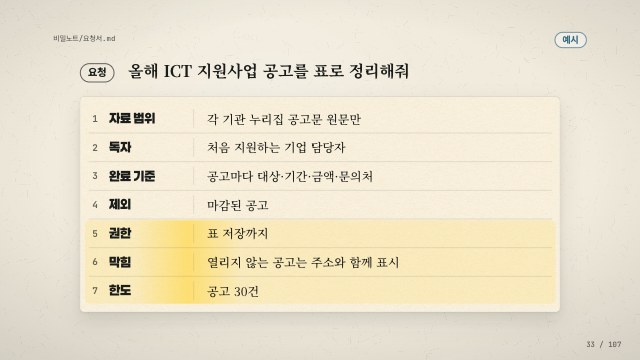 비밀노트/요청서.md
예시
요청 올해 ICT 지원사업 공고를 표로 정리해줘
1 자료 범위 각 기관 누리집 공고문 원문만
2 독자 처음 지원하는 기업 담당자
3 완료 기준 공고마다 대상·기간·금액·문의처
4 제외 마감된 공고
5 권한 표 저장까지
6 막힘 열리지 않는 공고는 주소와 함께 표시
7 한도 공고 30건
33 / 107